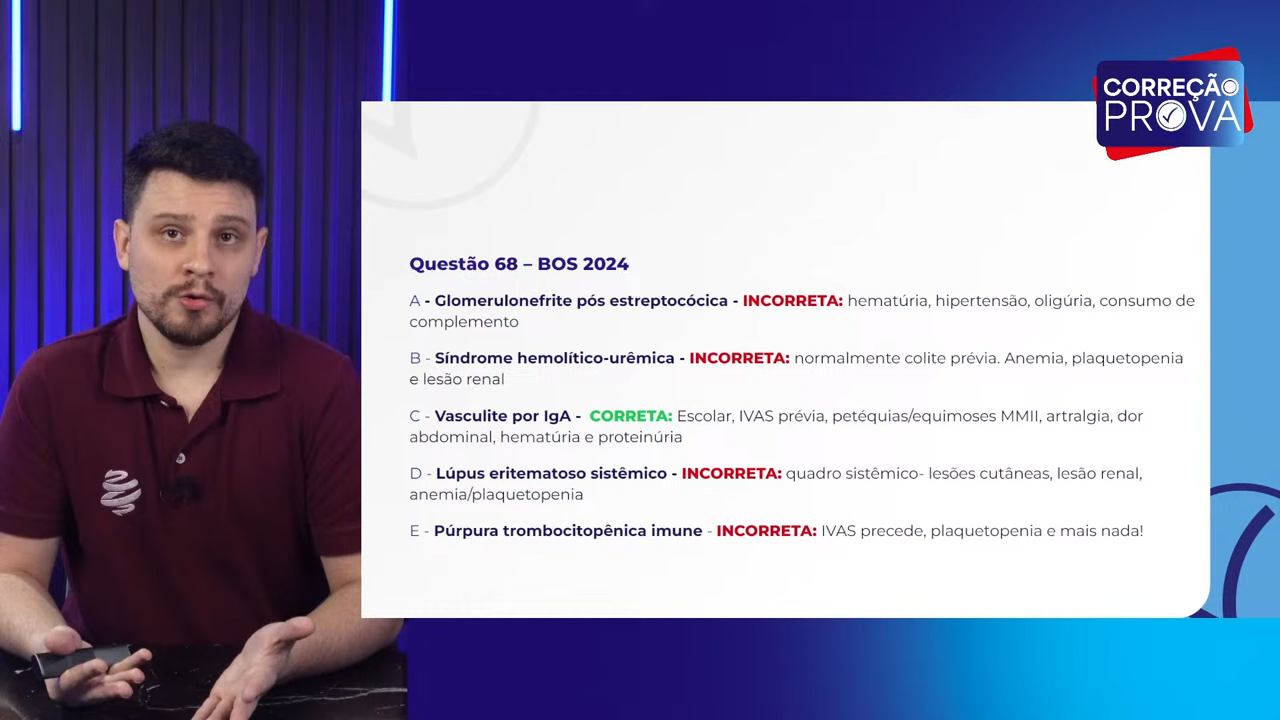 CORREÇÃO
PROVA
Questão 68 – BOS 2024
A - Glomerulonefrite pós estreptocócica - INCORRETA: hematúria, hipertensão, oligúria, consumo de
complemento
B - Síndrome hemolítico-urêmica - INCORRETA: normalmente colite prévia. Anemia, plaquetopenia
e lesão renal
C - Vasculite por IgA - CORRETA: Escolar, IVAS prévia, petéquias/equimoses MMII, artralgia, dor
abdominal, hematúria e proteinúria
D - Lúpus eritematoso sistêmico - INCORRETA: quadro sistêmico- lesões cutâneas, lesão renal,
anemia/plaquetopenia
E - Púrpura trombocitopênica imune - INCORRETA: IVAS precede, plaquetopenia e mais nada!